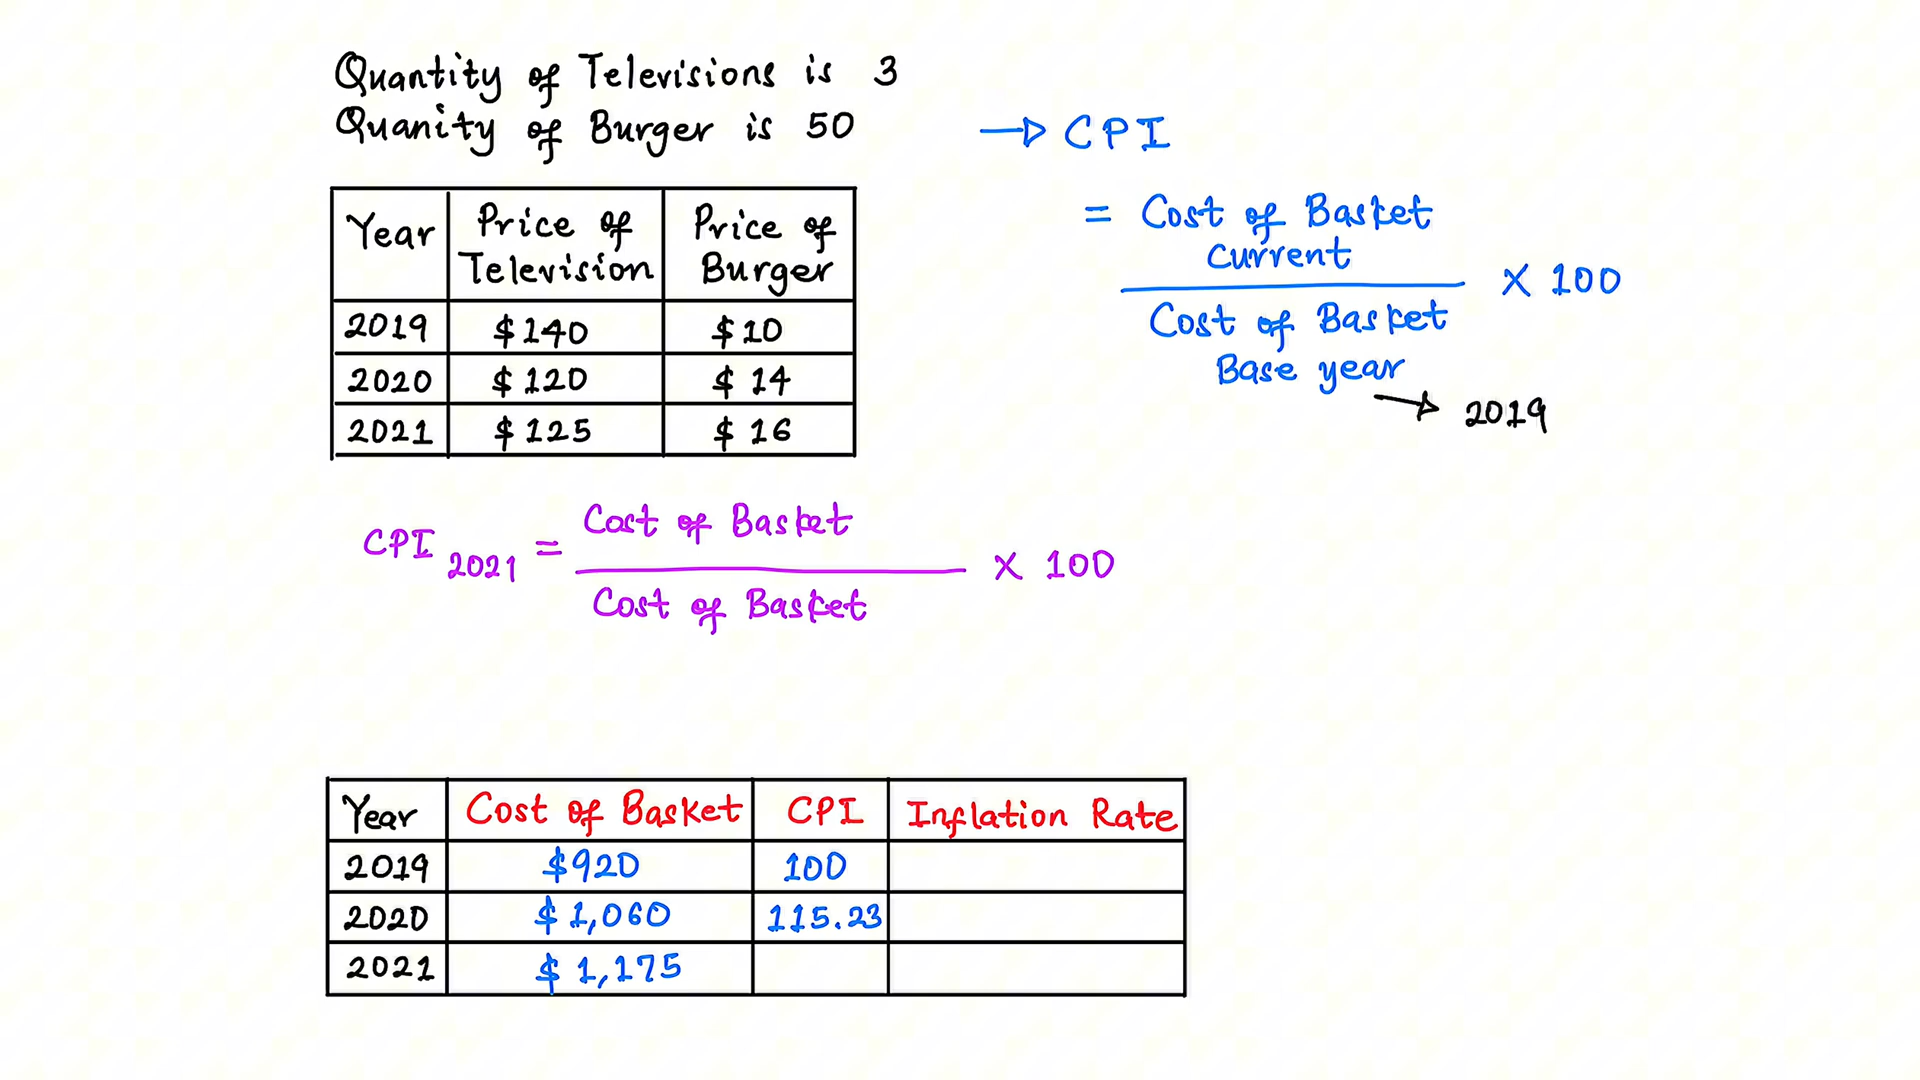 Quantity of Televisions is 3
Quanity of Burger is 50
Year Price of Television Price of Burger
2019 $140 $10
2020 $120 $14
2021 $125 $16
→ CPI
= Cost of Basket
Current
Cost of Basket
Base year
× 100
→ 2019
CPI 2021 = Cost of Basket
Cost of Basket
× 100
Year Cost of Basket CPI Inflation Rate
2019 $920 100
2020 $1,060 115.23
2021 $1,175